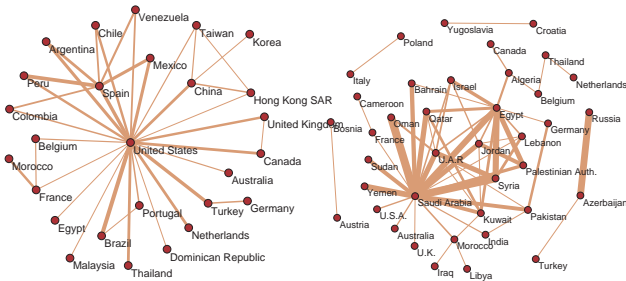 Venezuela
Chile
Taiwan
Argentina
Korea
Mexico
Peru
Spain
China
Hong Kong SAR
Colombia
United Kingdom
Belgium
United States
Morocco
Canada
Australia
France
Portugal
Turkey
Germany
Egypt
Brazil
Netherlands
Dominican Republic
Malaysia
Thailand
Yugoslavia
Croatia
Poland
Canada
Thailand
Italy
Bahrain
Israel
Algeria
Netherlands
Cameroon
Belgium
Egypt
Bosnia
Oman
Qatar
Germany
Russia
France
Jordan
Lebanon
Sudan
U.A.R
Palestinian Auth.
Yemen
Syria
Saudi Arabia
Azerbaijan
U.S.A.
Kuwait
Pakistan
Austria
Australia
India
U.K.
Morocco
Iraq
Libya
Turkey